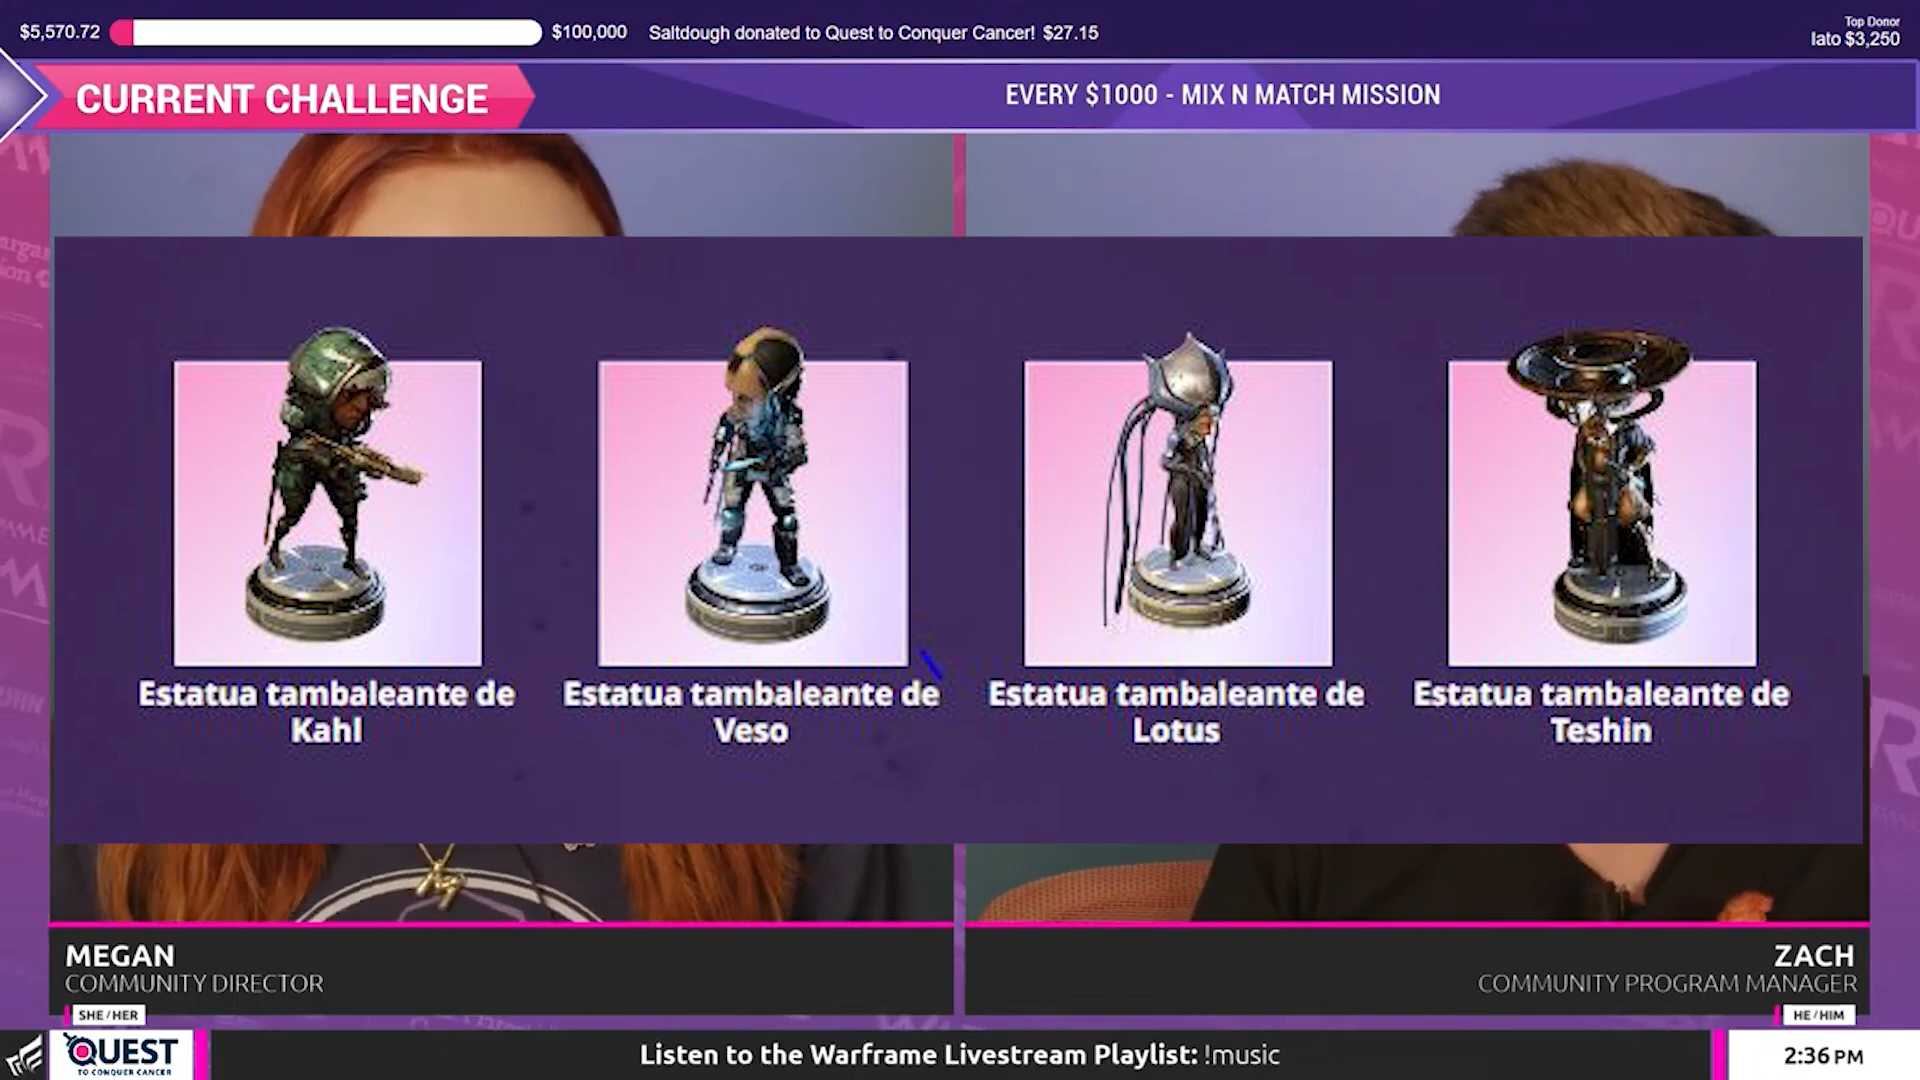 $5,570.72
$100,000
Saltdough donated to Quest to Conquer Cancer! $27.15
Top Donor
lato $3,250
CURRENT CHALLENGE
EVERY $1000 - MIX N MATCH MISSION
Estatua tambaleante de
Kahl
Estatua tambaleante de
Veso
Estatua tambaleante de
Lotus
Estatua tambaleante de
Teshin
MEGAN
COMMUNITY DIRECTOR
SHE / HER
ZACH
COMMUNITY PROGRAM MANAGER
HE / HIM
QUEST
TO CONQUER CANCER
Listen to the Warframe Livestream Playlist: !music
2:36 PM